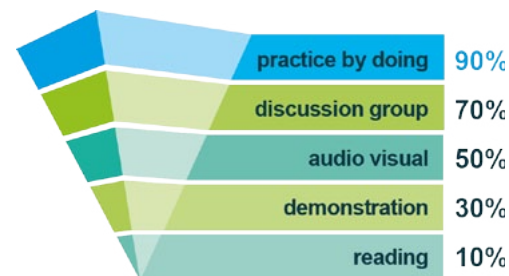 practice by doing 90%
discussion group 70%
audio visual 50%
demonstration 30%
reading 10%